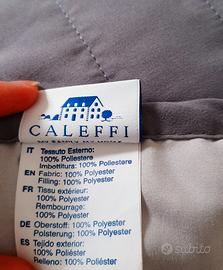 CALEFFI
IT Tessuto Esterno:
100% Poliestere
Imbottitura: 100%Poliestere
EN Fabric: 100% Polyester
Filling: 100% Polyester
FR Tissu extérieur:
100% Polyester
Rembourrage:
100% Polyester
DE Oberstoff: 100% Polyester
Polsterung: 100% Polyester
ES Tejido exterior:
100% Poliéster
Relleno: 100% Poliéster
subito